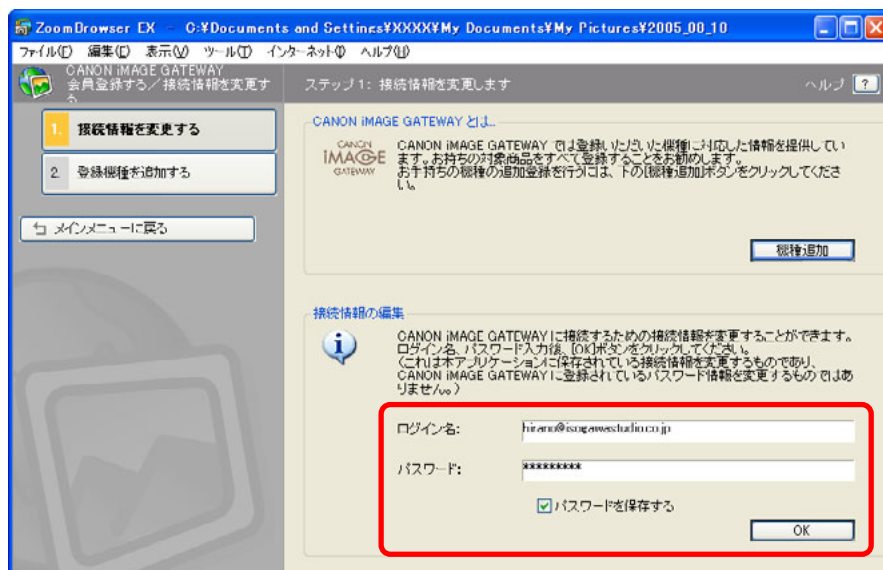 ZoomBrowser EX - C:¥Documents and Settings¥XXXX¥My Documents¥My Pictures¥2005_00_10
ファイル(F) 編集(E) 表示(V) ツール(T) インターネット(I) ヘルプ(H)
CANON iMAGE GATEWAY
会員登録する／接続情報を変更す
る
ステップ1: 接続情報を変更します
ヘルプ ?
1. 接続情報を変更する
2. 登録機種を追加する
メインメニューに戻る
CANON iMAGE GATEWAY とは...
CANON
iMAGE
GATEWAY
CANON iMAGE GATEWAY では登録いただいた機種に対応した情報を提供してい
ます。お持ちの対象商品をすべて登録することをお勧めします。
お手持ちの機種の追加登録を行うには、下の[機種追加]ボタンをクリックしてくださ
い。
機種追加
接続情報の編集
CANON iMAGE GATEWAY に接続するための接続情報を変更することができます。
ログイン名、パスワード入力後、[OK]ボタンをクリックしてください。
(これは本アプリケーションに保存されている接続情報を変更するものであり、
CANON iMAGE GATEWAY に登録されているパスワード情報を変更するものではあ
りません。)
ログイン名:
hirano@isogawastudio.co.jp
パスワード:
*********
パスワードを保存する
OK